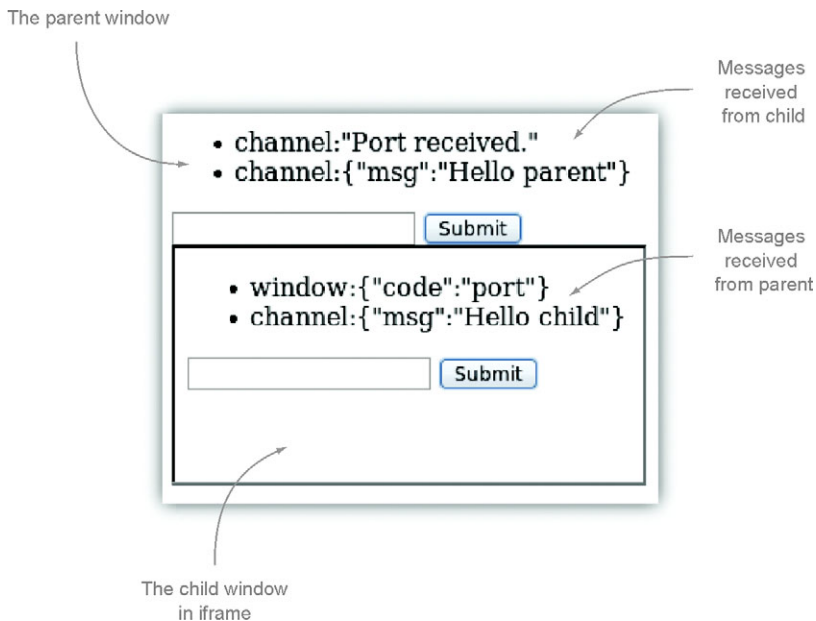 The parent window
Messages
received
from child
• channel:"Port received."
• channel:{"msg":"Hello parent"}
Submit
Messages
received
from parent
• window:{"code":"port"}
• channel:{"msg":"Hello child"}
Submit
The child window
in iframe